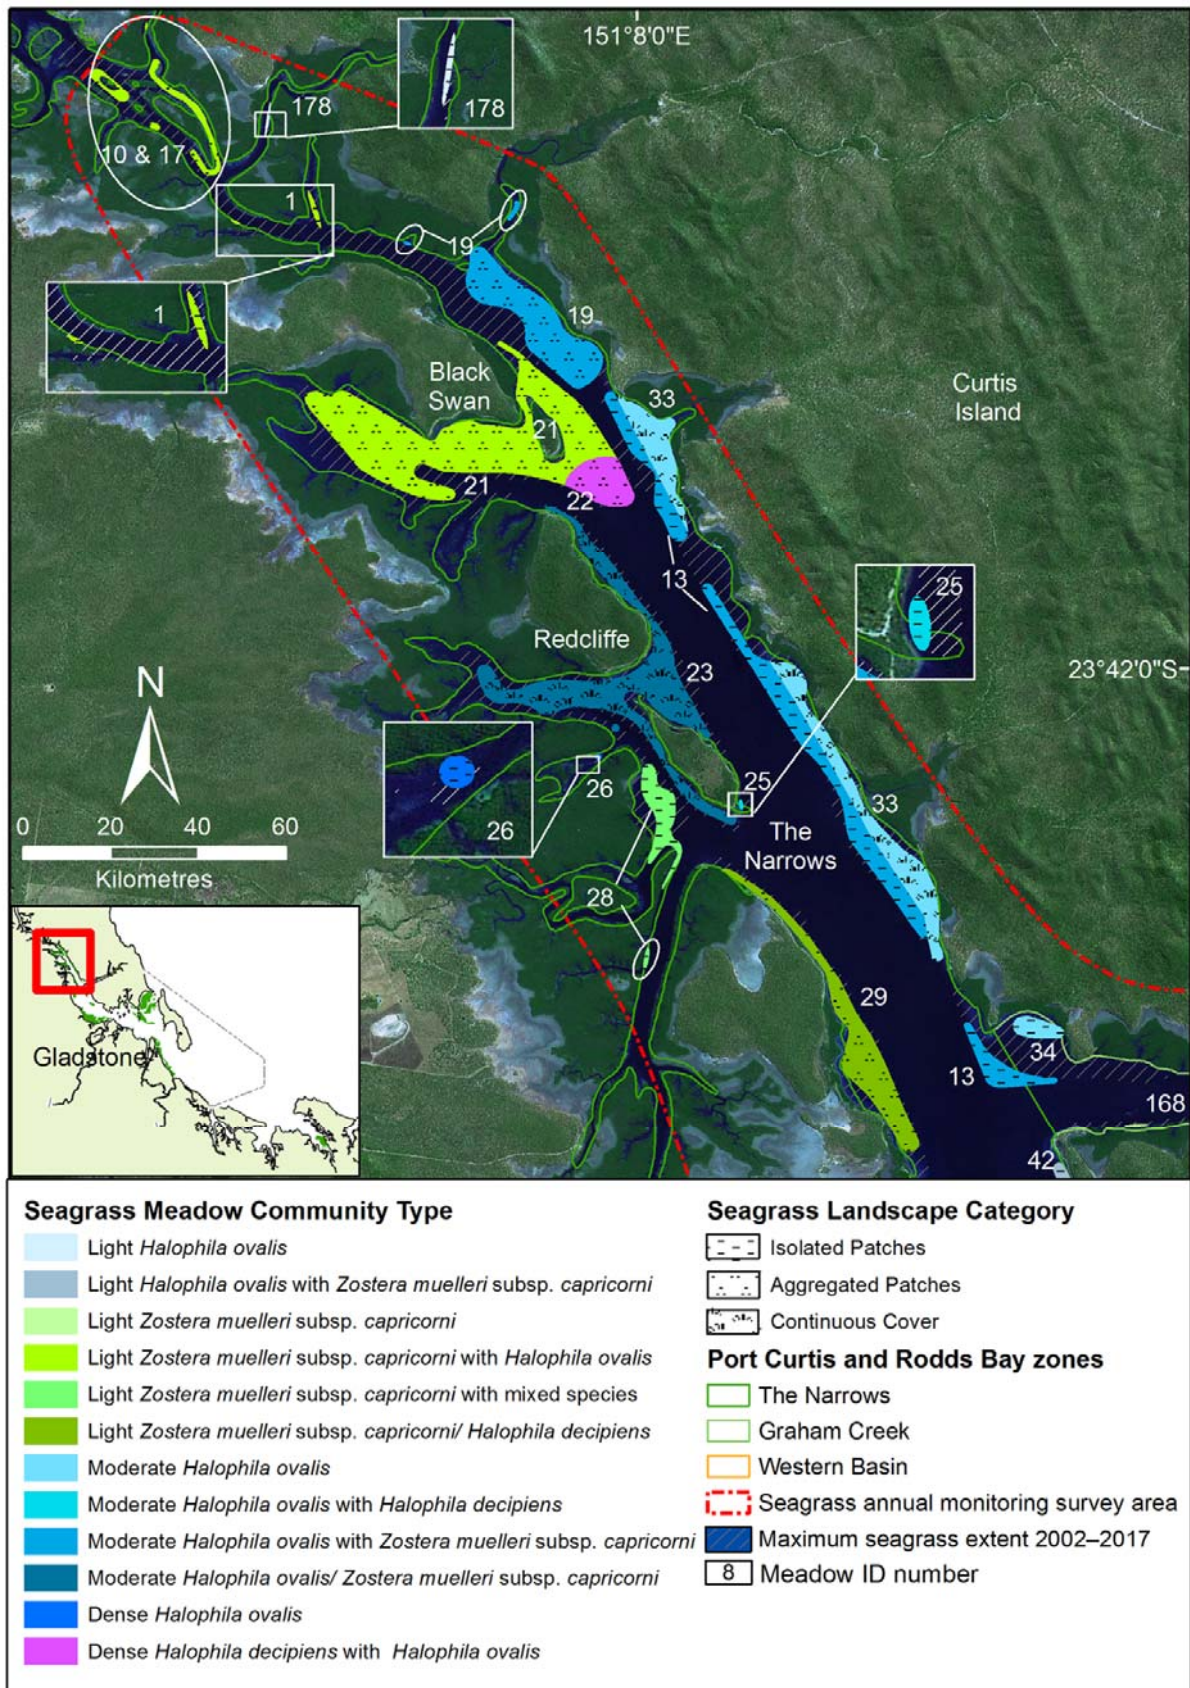 151°8'0"E
178
178
10 & 17
1
19
1
19
Black
Swan
33
Curtis
Island
21
21
22
13
25
Redcliffe
23
23°42'0"S
N
26
25
26
33
The
Narrows
0 20 40 60
Kilometres
28
29
34
13
168
42
Gladstone
Seagrass Meadow Community Type
Light Halophila ovalis
Light Halophila ovalis with Zostera muelleri subsp. capricorni
Light Zostera muelleri subsp. capricorni
Light Zostera muelleri subsp. capricorni with Halophila ovalis
Light Zostera muelleri subsp. capricorni with mixed species
Light Zostera muelleri subsp. capricorni/ Halophila decipiens
Moderate Halophila ovalis
Moderate Halophila ovalis with Halophila decipiens
Moderate Halophila ovalis with Zostera muelleri subsp. capricorni
Moderate Halophila ovalis/ Zostera muelleri subsp. capricorni
Dense Halophila ovalis
Dense Halophila decipiens with Halophila ovalis
Seagrass Landscape Category
Isolated Patches
Aggregated Patches
Continuous Cover
Port Curtis and Rodds Bay zones
The Narrows
Graham Creek
Western Basin
Seagrass annual monitoring survey area
Maximum seagrass extent 2002–2017
8 Meadow ID number